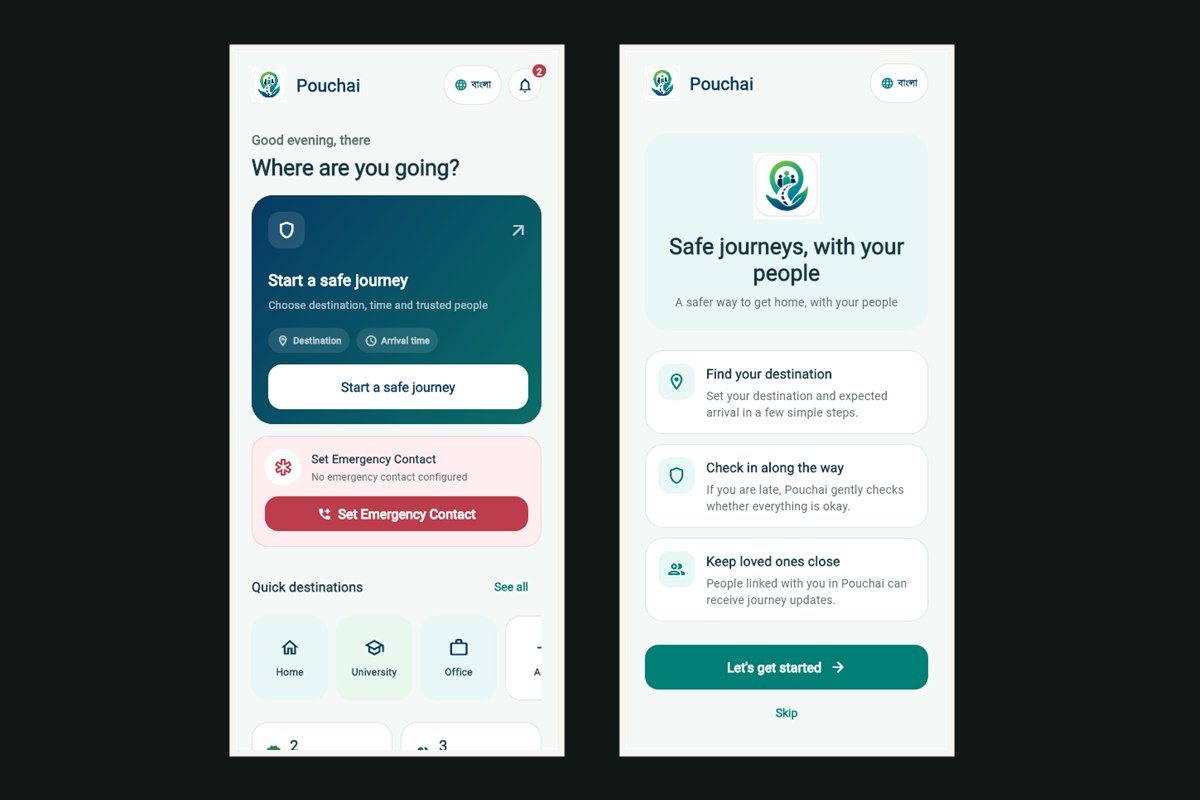 Pouchai
বাংলা
2
Good evening, there
Where are you going?
Start a safe journey
Choose destination, time and trusted people
Destination
Arrival time
Start a safe journey
Set Emergency Contact
No emergency contact configured
Set Emergency Contact
Quick destinations
See all
Home
University
Office
2
3
Pouchai
বাংলা
Safe journeys, with your
people
A safer way to get home, with your people
Find your destination
Set your destination and expected
arrival in a few simple steps.
Check in along the way
If you are late, Pouchai gently checks
whether everything is okay.
Keep loved ones close
People linked with you in Pouchai can
receive journey updates.
Let's get started
Skip